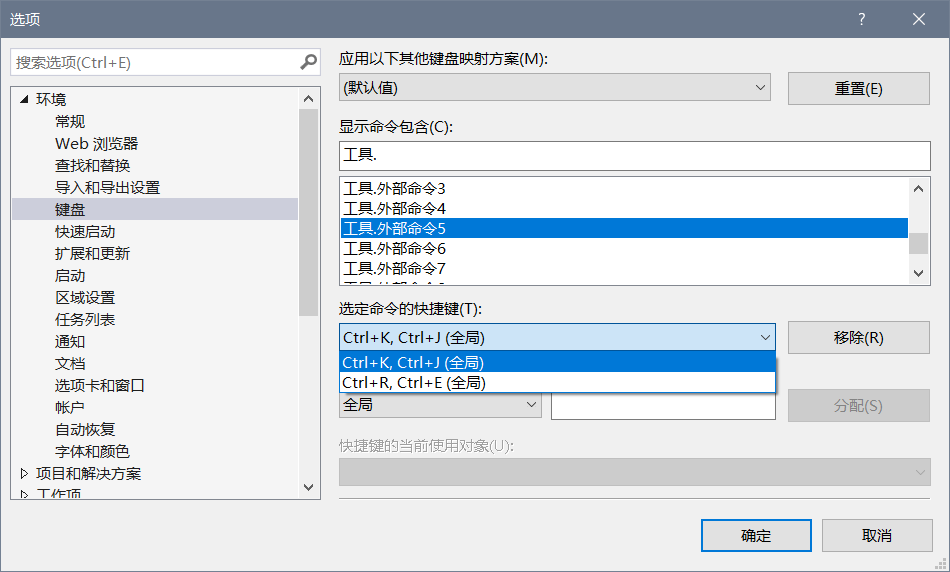 选项
?
搜索选项(Ctrl+E)
环境
常规
Web 浏览器
查找和替换
导入和导出设置
键盘
快速启动
扩展和更新
启动
区域设置
任务列表
通知
文档
选项卡和窗口
帐户
自动恢复
字体和颜色
项目和解决方案
工作项
应用以下其他键盘映射方案(M):
(默认值)
重置(E)
显示命令包含(C):
工具.
工具.外部命令3
工具.外部命令4
工具.外部命令5
工具.外部命令6
工具.外部命令7
选定命令的快捷键(T):
Ctrl+K, Ctrl+J (全局)
移除(R)
Ctrl+K, Ctrl+J (全局)
Ctrl+R, Ctrl+E (全局)
全局
分配(S)
快捷键的当前使用对象(U):
确定
取消